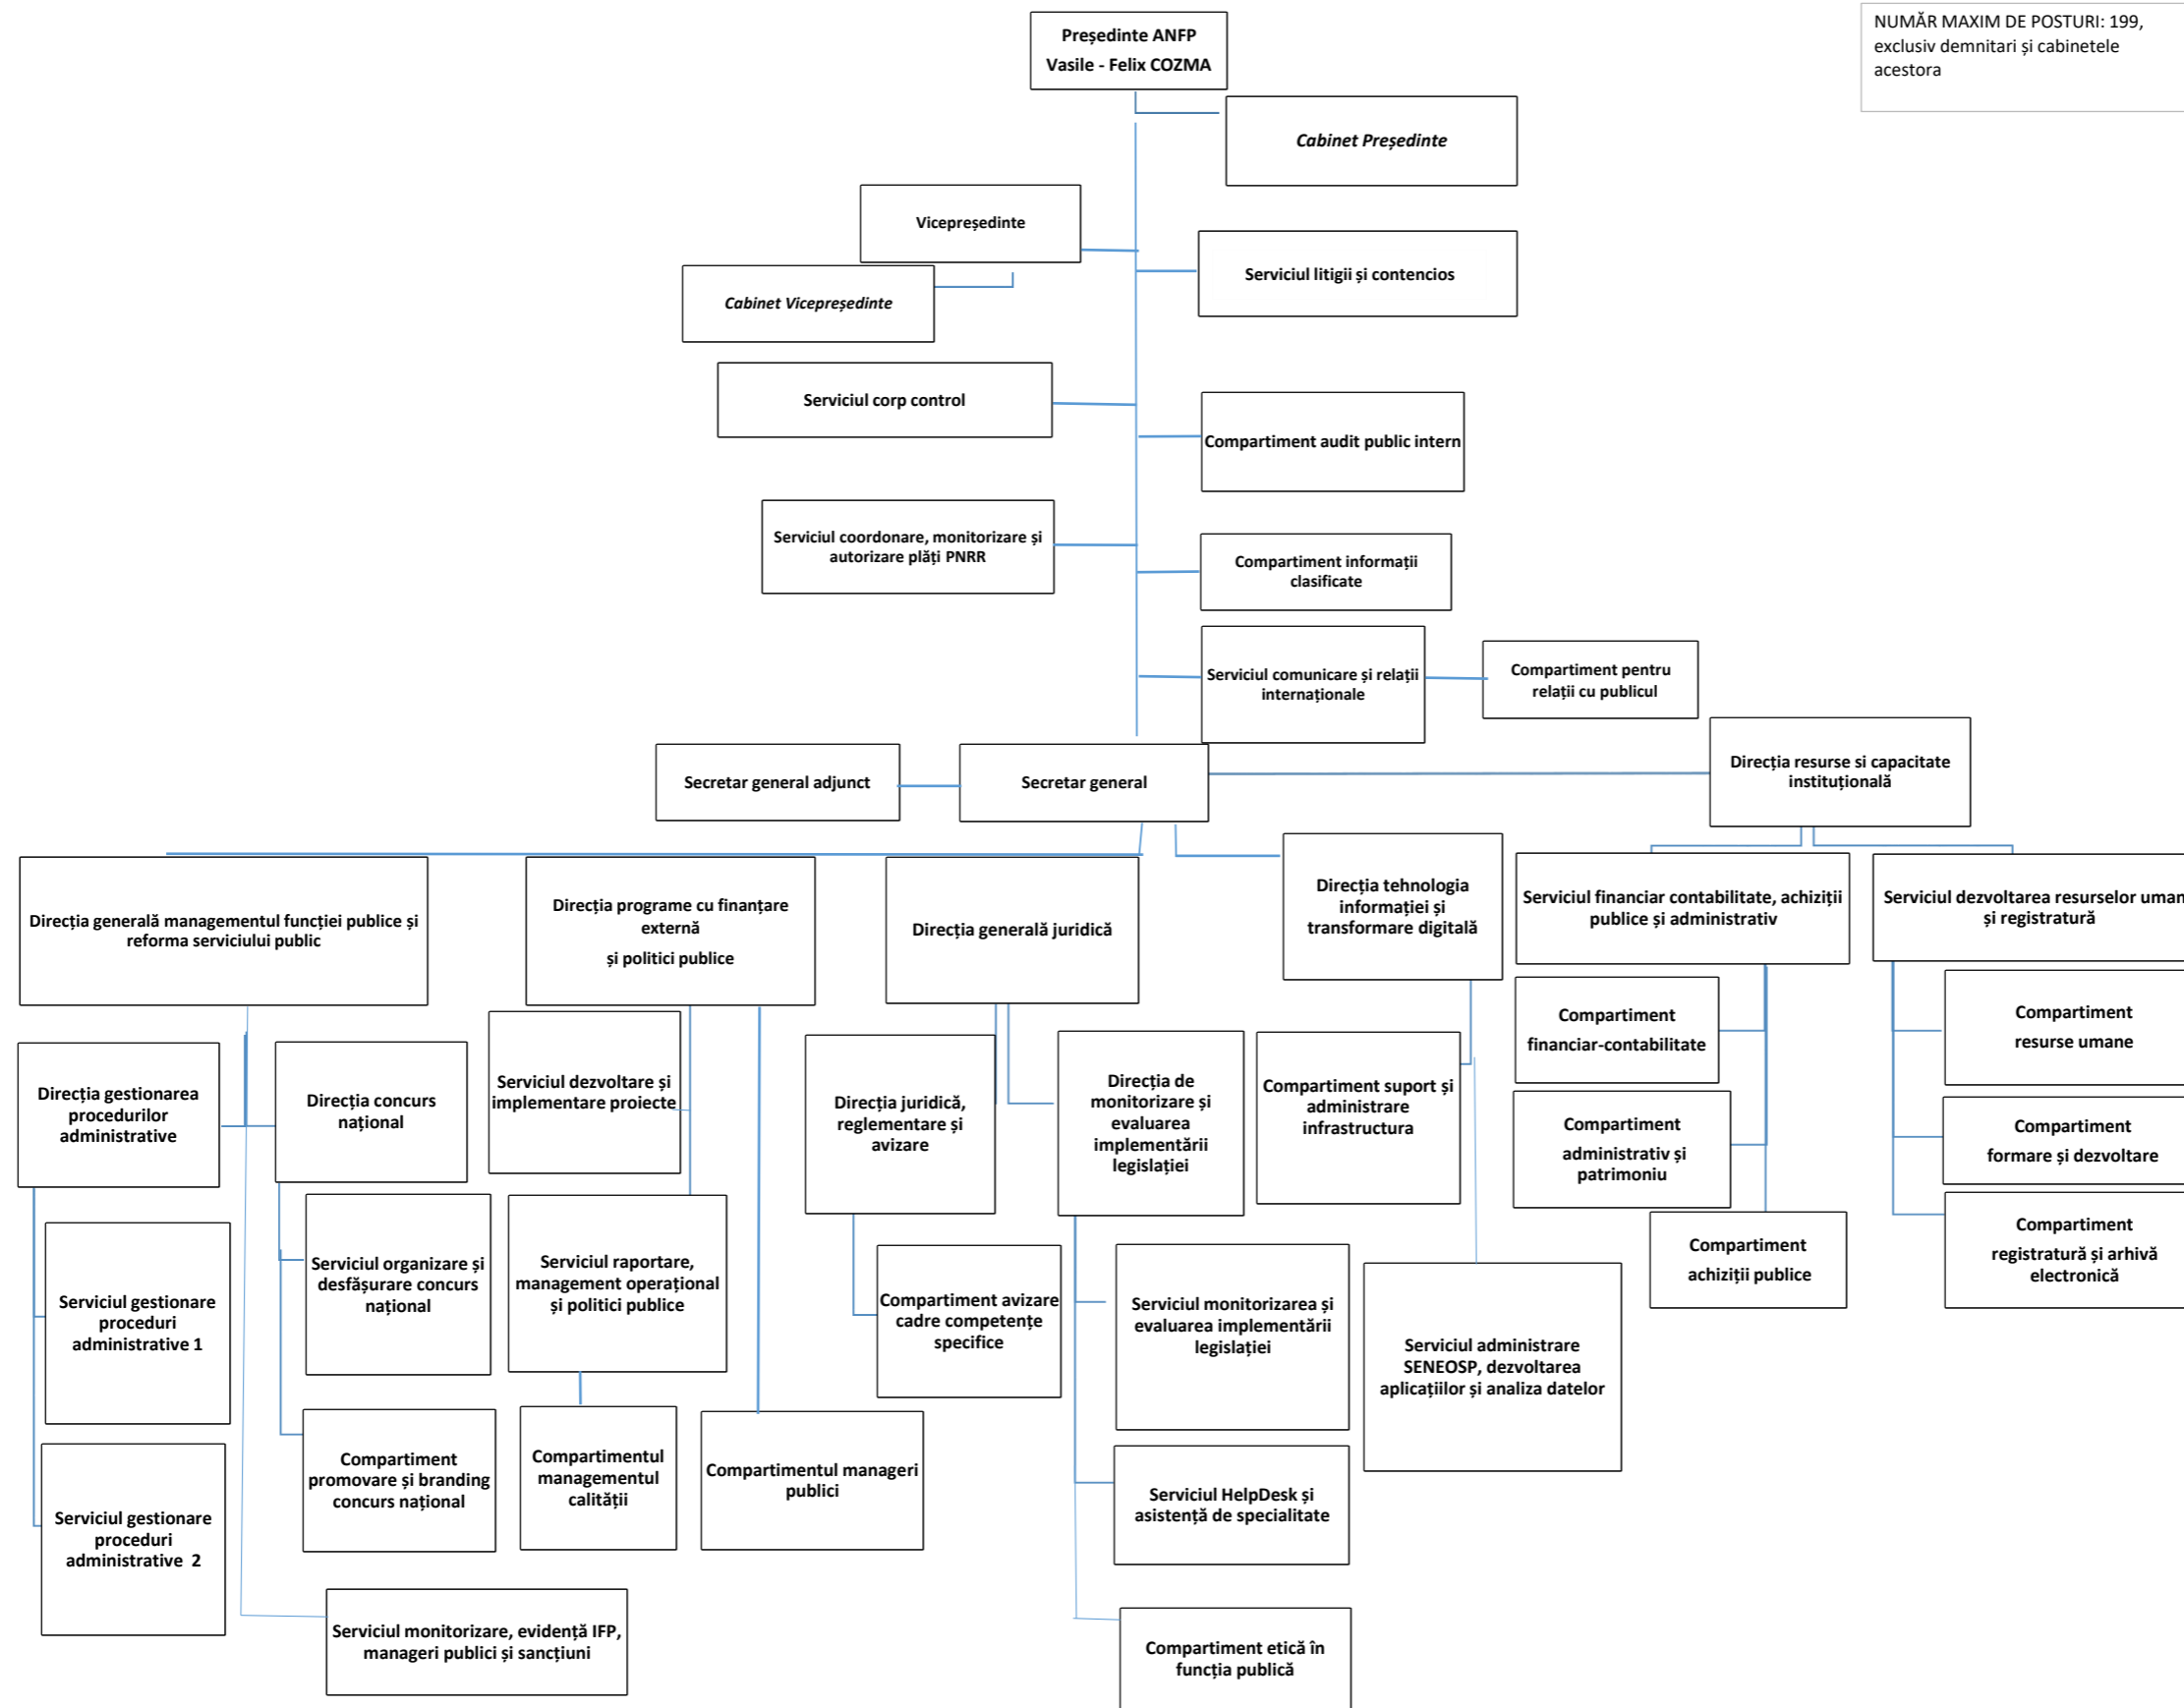 NUMĂR MAXIM DE POSTURI: 199,
exclusiv demnitari și cabinetele
acestora
Președinte ANFP
Vasile - Felix COZMA
Cabinet Președinte
Vicepreședinte
Cabinet Vicepreședinte
Serviciul litigii și contencios
Serviciul corp control
Compartiment audit public intern
Serviciul coordonare, monitorizare și
autorizare plăți PNRR
Compartiment informații
clasificate
Serviciul comunicare și relații
internaționale
Compartiment pentru
relații cu publicul
Secretar general adjunct
Secretar general
Direcția resurse si capacitate
instituțională
Direcția generală managementul funcției publice și
reforma serviciului public
Direcția programe cu finanțare
externă
și politici publice
Direcția generală juridică
Direcția tehnologia
informației și
transformare digitală
Serviciul financiar contabilitate, achiziții
publice și administrativ
Serviciul dezvoltarea resurselor uman
și registratură
Direcția gestionarea
procedurilor
administrative
Direcția concurs
național
Serviciul dezvoltare și
implementare proiecte
Direcția juridică,
reglementare și
avizare
Direcția de
monitorizare și
evaluarea
implementării
legislației
Compartiment suport și
administrare
infrastructura
Compartiment
financiar-contabilitate
Compartiment
resurse umane
Compartiment
administrativ și
patrimoniu
Compartiment
formare și dezvoltare
Compartiment
achiziții publice
Compartiment
registratură și arhivă
electronică
Serviciul gestionare
proceduri
administrative 1
Serviciul organizare și
desfășurare concurs
național
Serviciul raportare,
management operațional
și politici publice
Compartiment avizare
cadre competențe
specifice
Serviciul monitorizarea și
evaluarea implementării
legislației
Serviciul administrare
SENEOSP, dezvoltarea
aplicațiilor și analiza datelor
Serviciul gestionare
proceduri
administrative 2
Compartiment
promovare și branding
concurs național
Compartimentul
managementul
calității
Compartimentul manageri
publici
Serviciul HelpDesk și
asistență de specialitate
Serviciul monitorizare, evidență IFP,
manageri publici și sancțiuni
Compartiment etică în
funcția publică